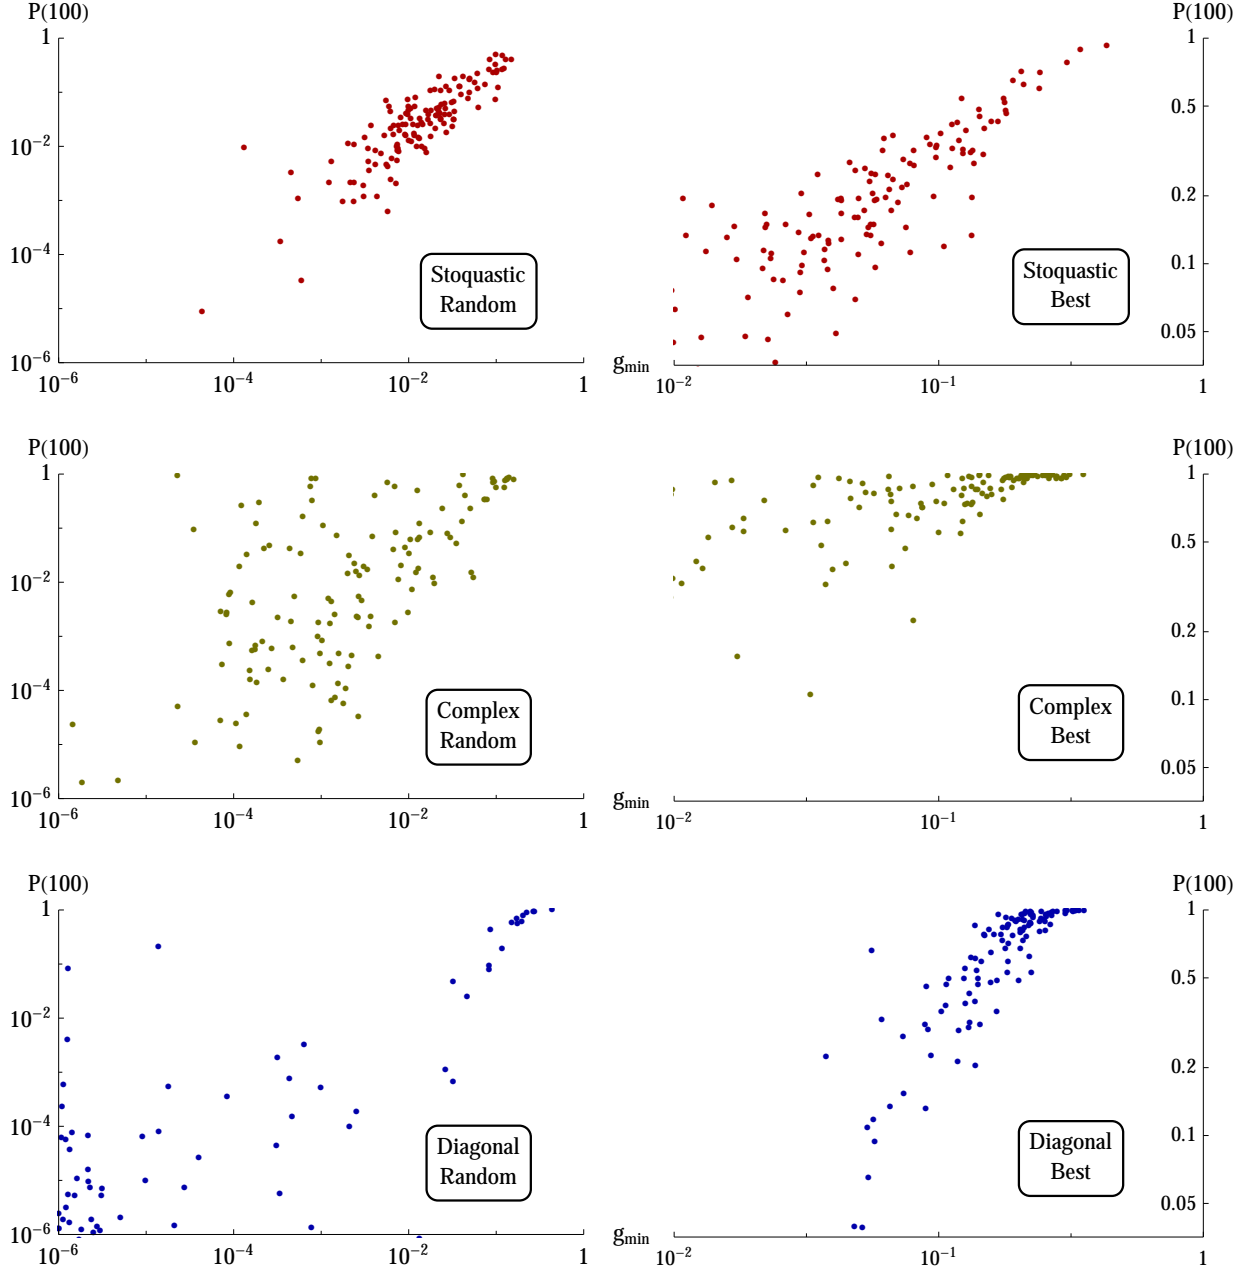 P(100)
P(100)
1
1
10⁻²
0.5
0.2
10⁻⁴
Stoquastic
Random
Stoquastic
Best
0.1
0.05
10⁻⁶
g_min
10⁻⁶
10⁻⁴
10⁻²
1
10⁻²
10⁻¹
1
P(100)
P(100)
1
1
10⁻²
0.5
0.2
10⁻⁴
Complex
Random
Complex
Best
0.1
0.05
10⁻⁶
g_min
10⁻⁶
10⁻⁴
10⁻²
1
10⁻²
10⁻¹
1
P(100)
P(100)
1
1
10⁻²
0.5
0.2
10⁻⁴
Diagonal
Random
Diagonal
Best
0.1
0.05
10⁻⁶
g_min
10⁻⁶
10⁻⁴
10⁻²
1
10⁻²
10⁻¹
1